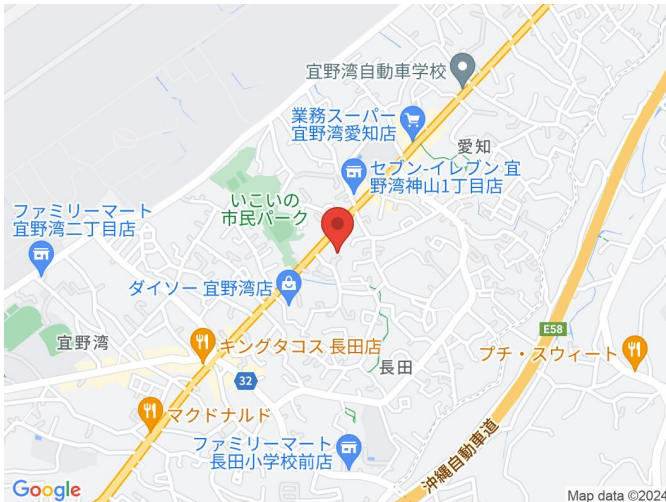 宜野湾自動車学校
業務スーパー
宜野湾愛知店
愛知
セブン-イレブン 宜
野湾神山1丁目店
いこいの
市民パーク
ファミリーマート
宜野湾二丁目店
ダイソー 宜野湾店
E58
宜野湾
キングタコス 長田店
プチ・スウィート
長田
32
マクドナルド
沖縄自動車道
ファミリーマート
長田小学校前店
Google
Map data ©2024